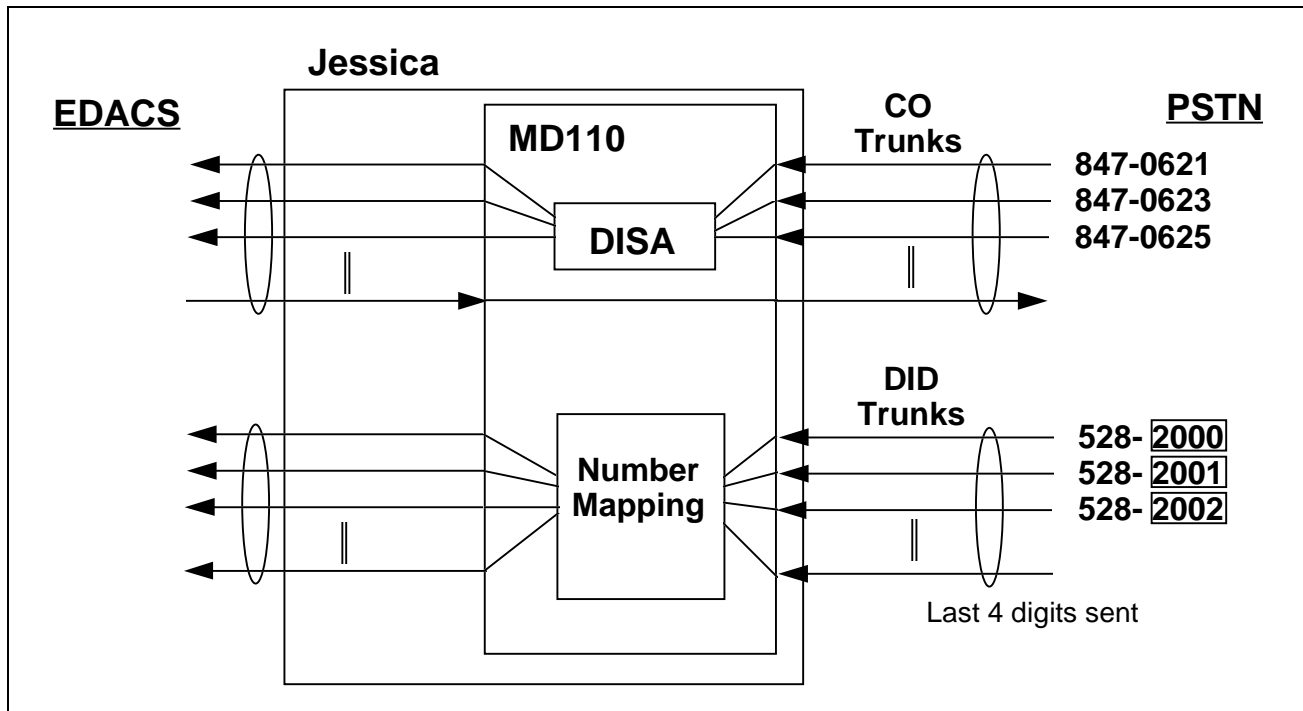 Jessica
EDACS
CO
Trunks
PSTN
MD110
847-0621
847-0623
847-0625
DISA
DID
Trunks
528- 2000
528- 2001
528- 2002
Number
Mapping
Last 4 digits sent